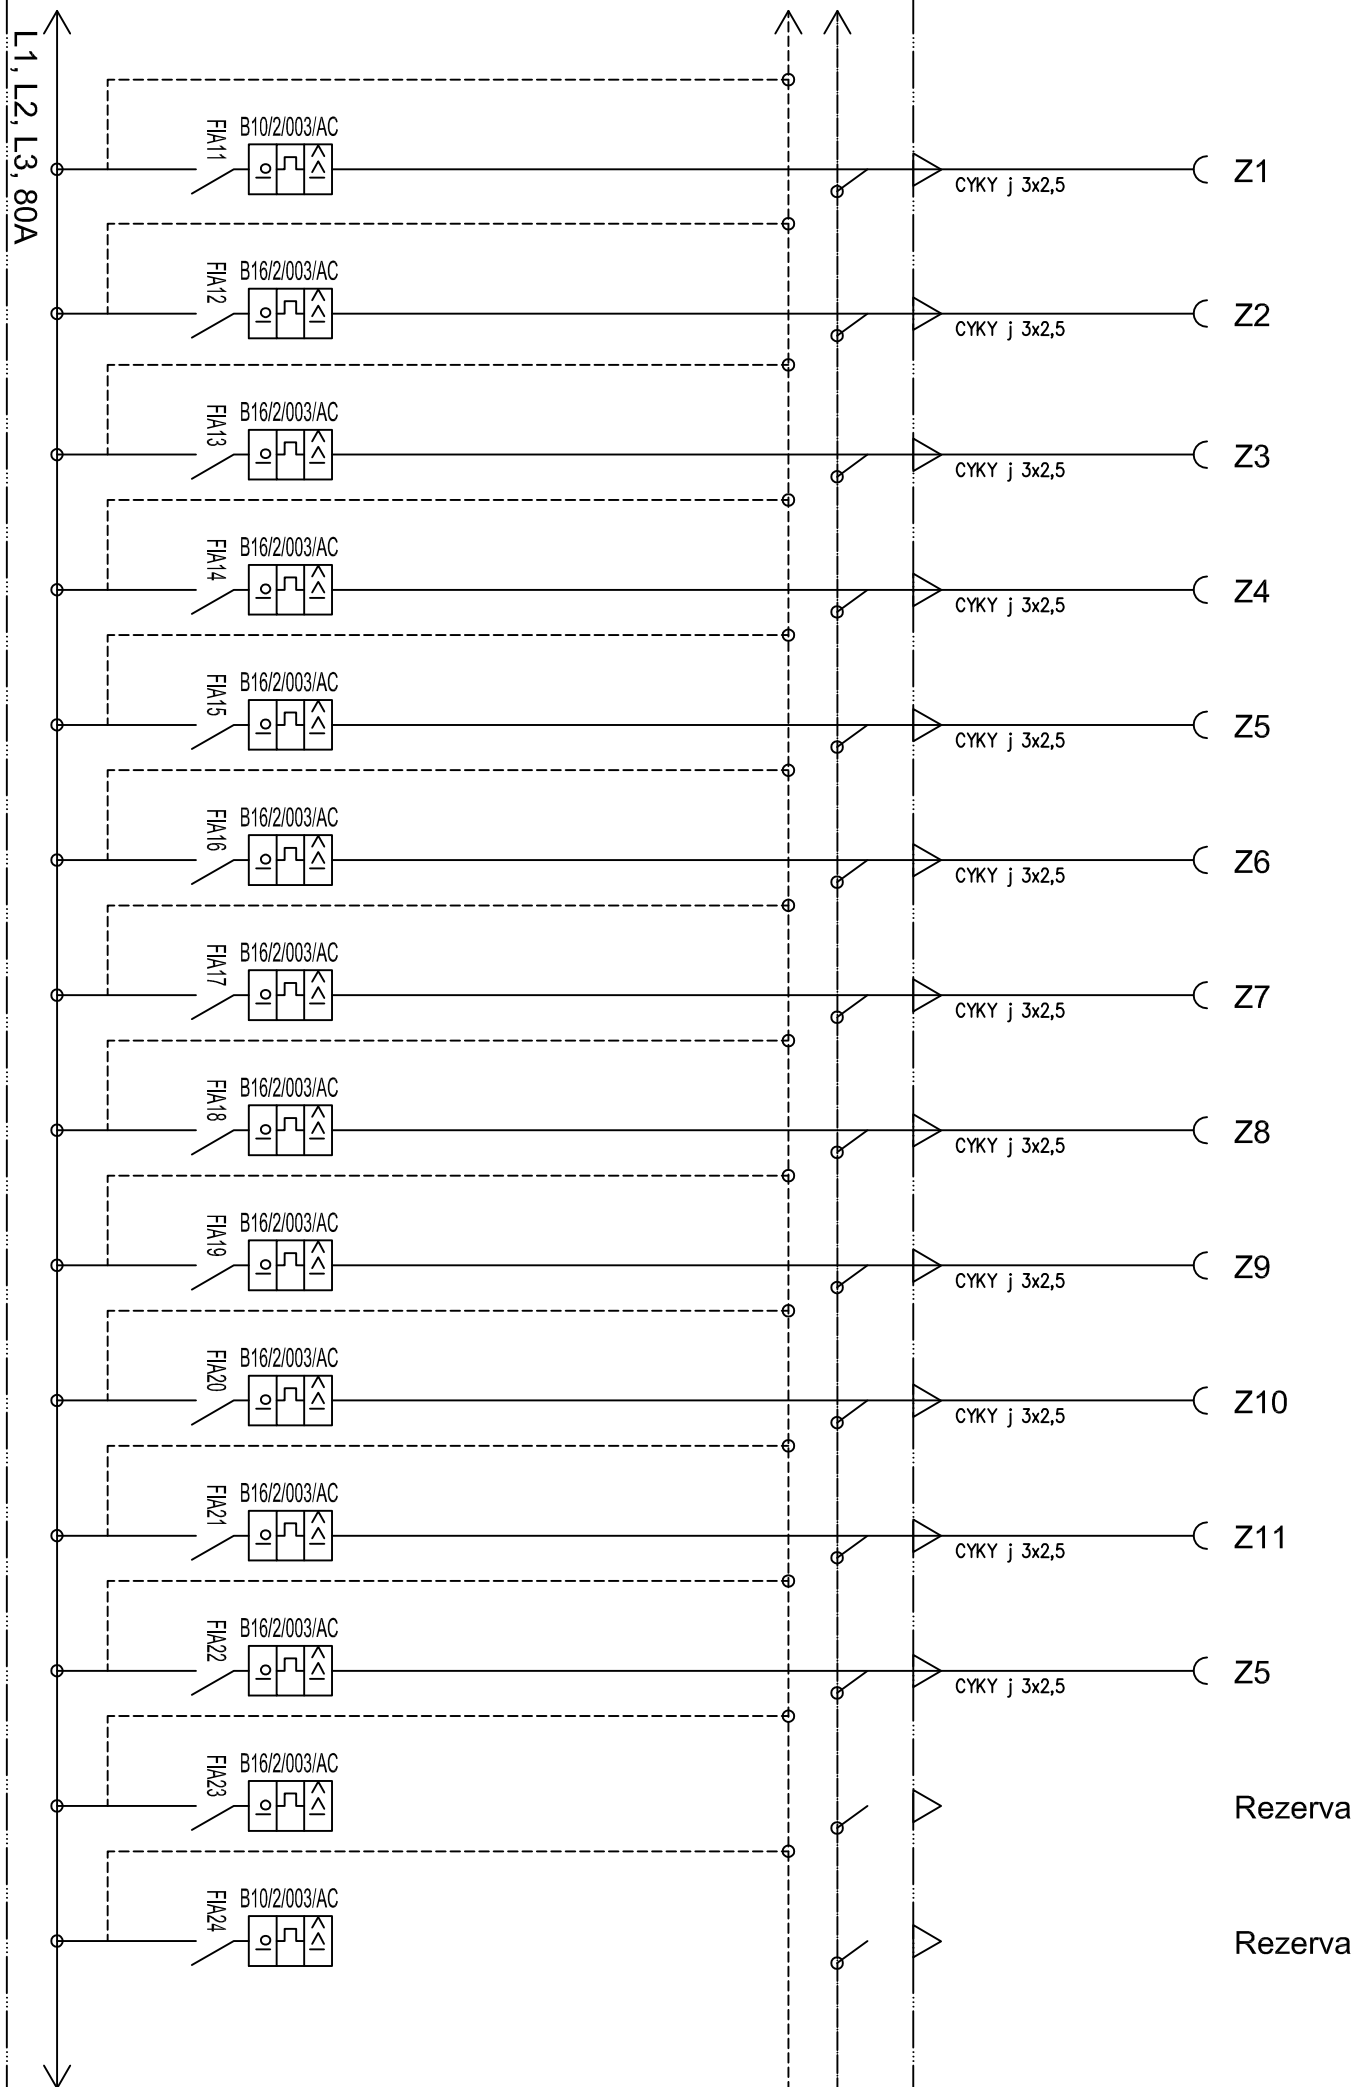 L1, L2, L3, 80A
FIA11 B10/2/003/AC CYKY j 3x2,5 Z1
FIA12 B16/2/003/AC CYKY j 3x2,5 Z2
FIA13 B16/2/003/AC CYKY j 3x2,5 Z3
FIA14 B16/2/003/AC CYKY j 3x2,5 Z4
FIA15 B16/2/003/AC CYKY j 3x2,5 Z5
FIA16 B16/2/003/AC CYKY j 3x2,5 Z6
FIA17 B16/2/003/AC CYKY j 3x2,5 Z7
FIA18 B16/2/003/AC CYKY j 3x2,5 Z8
FIA19 B16/2/003/AC CYKY j 3x2,5 Z9
FIA20 B16/2/003/AC CYKY j 3x2,5 Z10
FIA21 B16/2/003/AC CYKY j 3x2,5 Z11
FIA22 B16/2/003/AC CYKY j 3x2,5 Z5
FIA23 B16/2/003/AC Rezerva
FIA24 B10/2/003/AC Rezerva